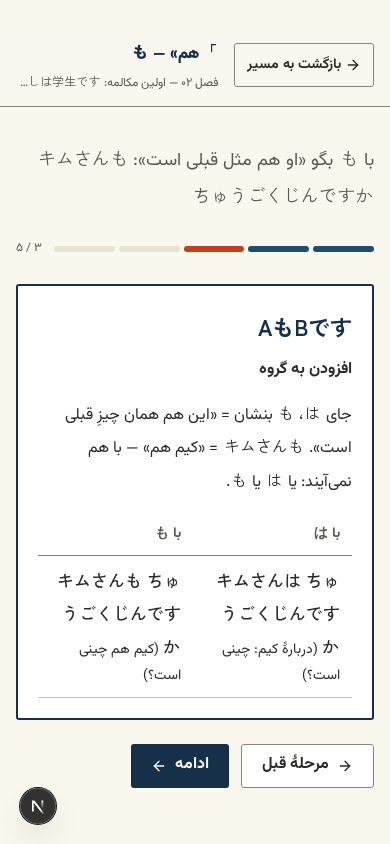 → بازگشت به مسیر
「هم» — も
فصل ۰۲ — اولین مکالمه: しは学生です…
با も بگو «او هم مثل قبلی است»: キムさんも
ちゅうごくじんですか
۳ / ۵
AもBです
افزودن به گروه
جای は، も بنشان = «این هم همان چیزِ قبلی
است». キムさんも = «کیم هم» — با هم
نمی‌آیند: یا は یا も.
با は
با も
キムさんは ちゅ
うごくじんです
か (دربارهٔ کیم: چینی
است؟)
キムさんも ちゅ
うごくじんです
か (کیم هم چینی
است؟)
→ مرحلهٔ قبل
ادامه ←
N